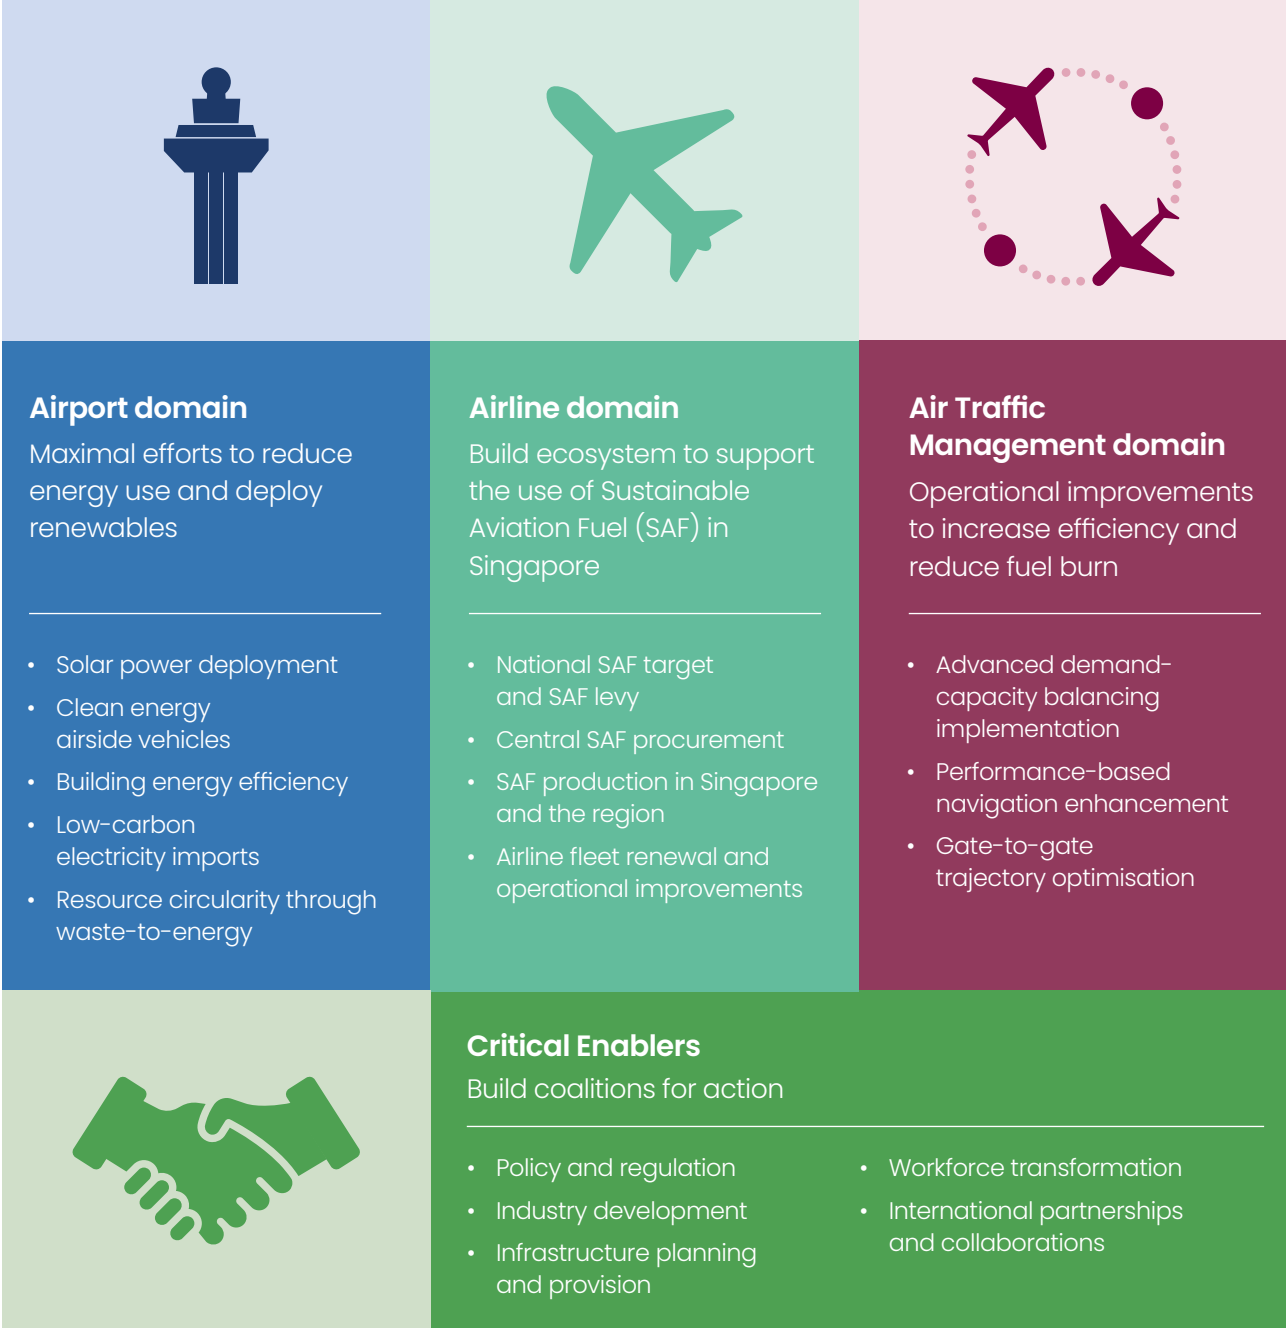 Airport domain
Maximal efforts to reduce
energy use and deploy
renewables
• Solar power deployment
• Clean energy
airside vehicles
• Building energy efficiency
• Low-carbon
electricity imports
• Resource circularity through
waste-to-energy
Airline domain
Build ecosystem to support
the use of Sustainable
Aviation Fuel (SAF) in
Singapore
• National SAF target
and SAF levy
• Central SAF procurement
• SAF production in Singapore
and the region
• Airline fleet renewal and
operational improvements
Air Traffic
Management domain
Operational improvements
to increase efficiency and
reduce fuel burn
• Advanced demand-
capacity balancing
implementation
• Performance-based
navigation enhancement
• Gate-to-gate
trajectory optimisation
Critical Enablers
Build coalitions for action
• Policy and regulation
• Industry development
• Infrastructure planning
and provision
• Workforce transformation
• International partnerships
and collaborations